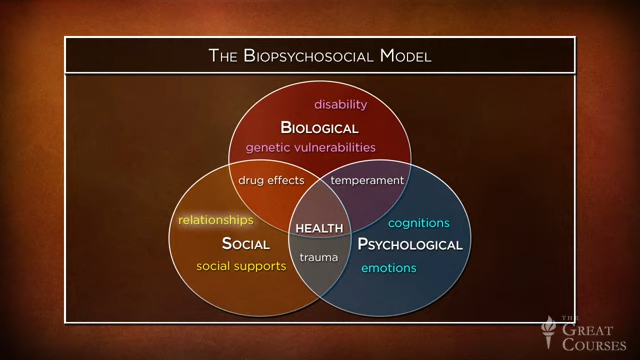 The Biopsychosocial Model
disability
Biological
genetic vulnerabilities
drug effects
temperament
relationships
HEALTH
cognitions
Social
Psychological
trauma
social supports
emotions
THE
GREAT
COURSES